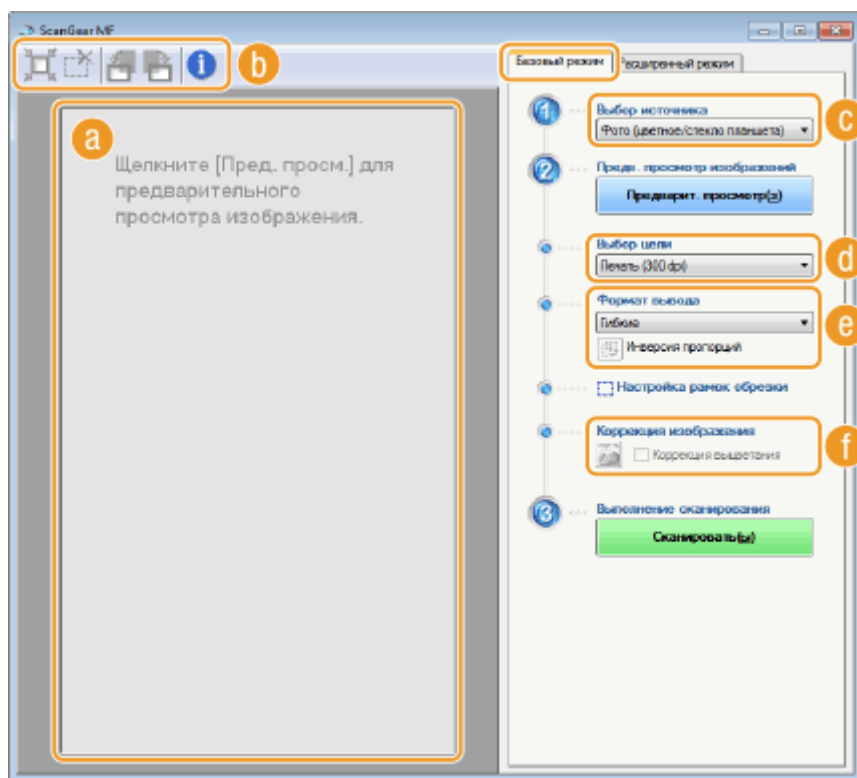 ScanGear MF
b
Базовый режим
Расширенный режим
a
Щелкните [Пред. просм.] для
предварительного
просмотра изображения.
1
Выбор источника
Фото (цветное/стекло планшета)
c
2
Предв. просмотр изображений
Предварит. просмотр(з)
Выбор цели
Печать (300 dpi)
d
Формат вывода
Гибкие
e
Инверсия пропорций
Настройка рамок обрезки
Коррекция изображения
Коррекция выцветания
f
3
Выполнение сканирования
Сканировать(ы)